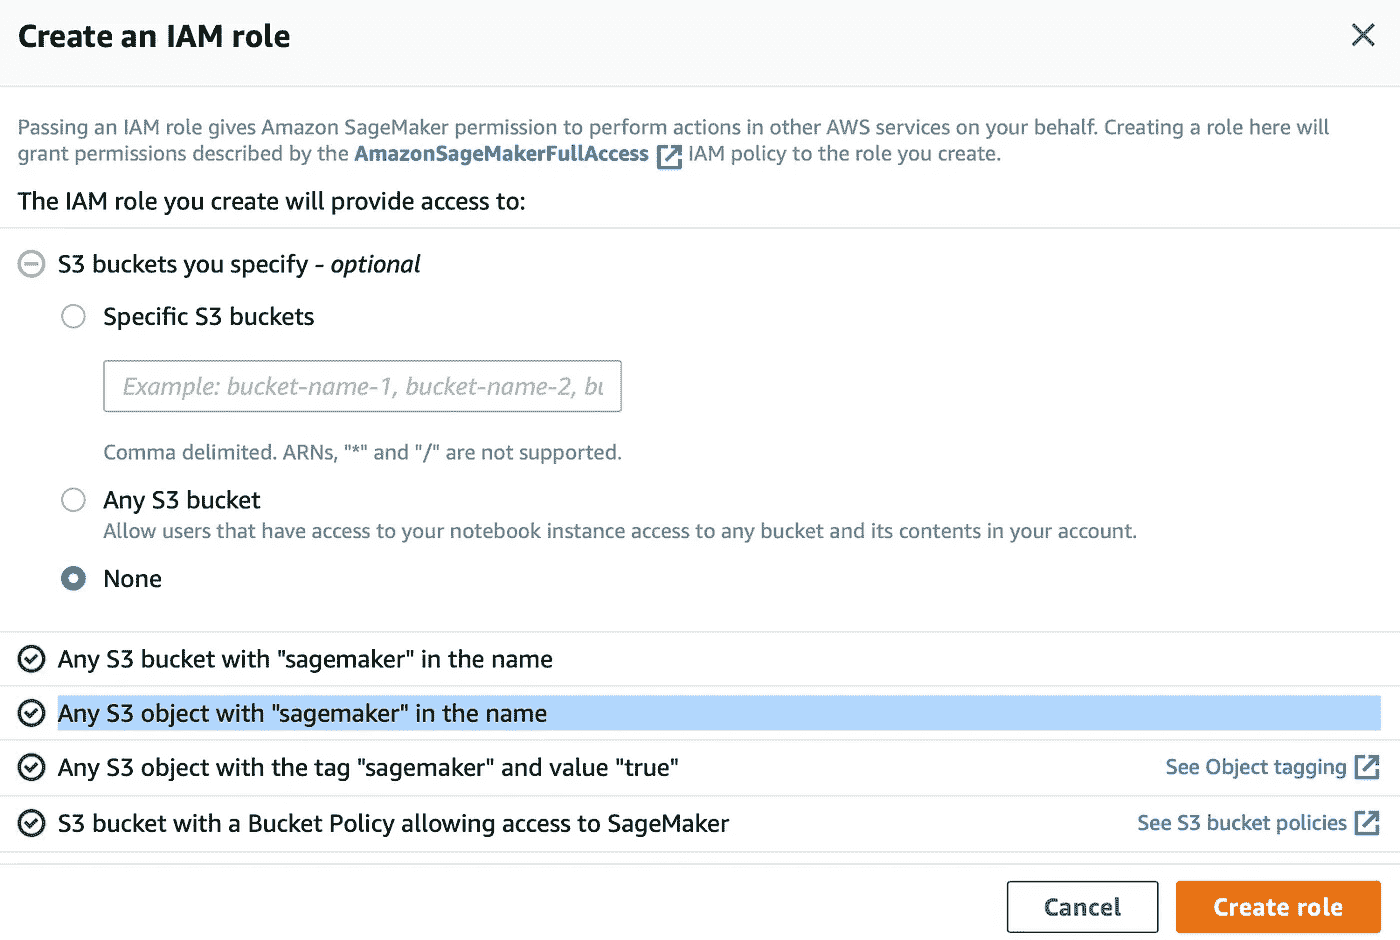 Create an IAM role
Passing an IAM role gives Amazon SageMaker permission to perform actions in other AWS services on your behalf. Creating a role here will
grant permissions described by the AmazonSageMakerFullAccess IAM policy to the role you create.
The IAM role you create will provide access to:
S3 buckets you specify - optional
Specific S3 buckets
Example: bucket-name-1, bucket-name-2, bu
Comma delimited. ARNs, "*" and "/" are not supported.
Any S3 bucket
Allow users that have access to your notebook instance access to any bucket and its contents in your account.
None
Any S3 bucket with "sagemaker" in the name
Any S3 object with "sagemaker" in the name
Any S3 object with the tag "sagemaker" and value "true" See Object tagging
S3 bucket with a Bucket Policy allowing access to SageMaker See S3 bucket policies
Cancel Create role